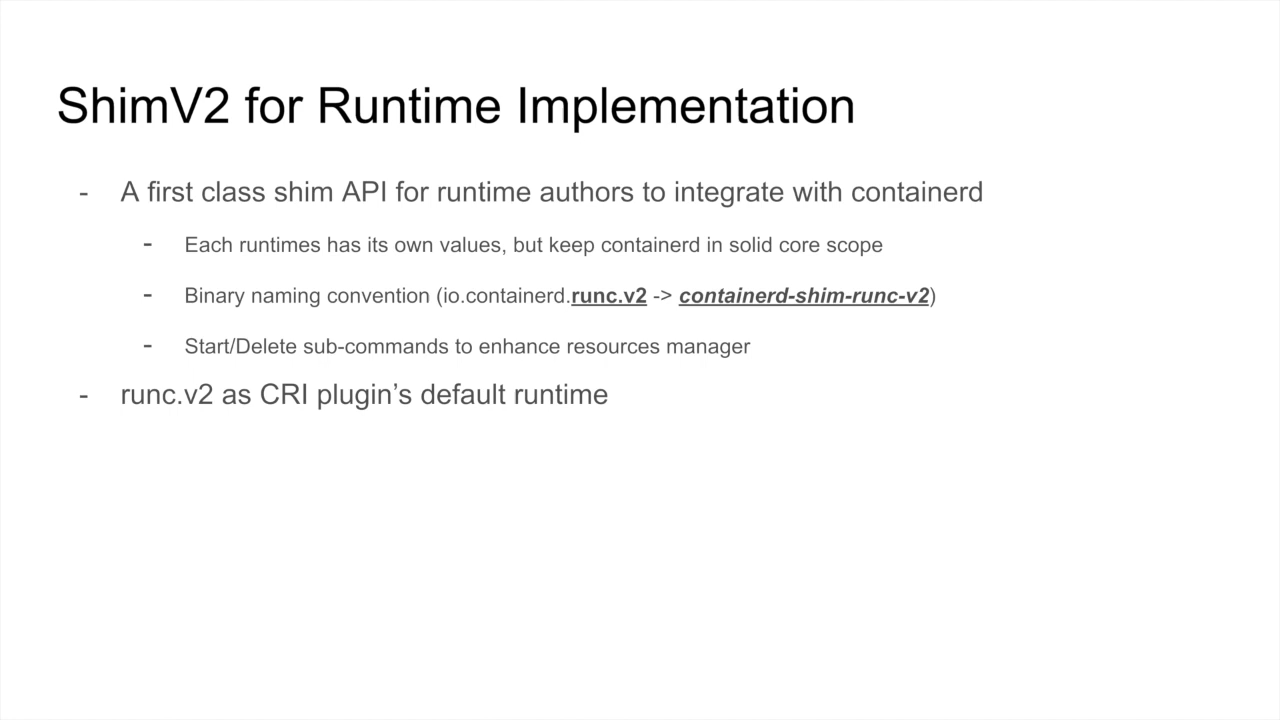 ShimV2 for Runtime Implementation
- A first class shim API for runtime authors to integrate with containerd
- Each runtimes has its own values, but keep containerd in solid core scope
- Binary naming convention (io.containerd.runc.v2 -> containerd-shim-runc-v2)
- Start/Delete sub-commands to enhance resources manager
- runc.v2 as CRI plugin’s default runtime